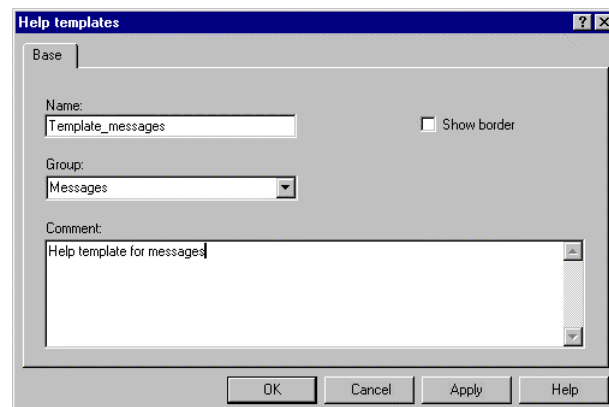 Help templates
Base
Name:
Template_messages
Show border
Group:
Messages
Comment:
Help template for messages
OK Cancel Apply Help